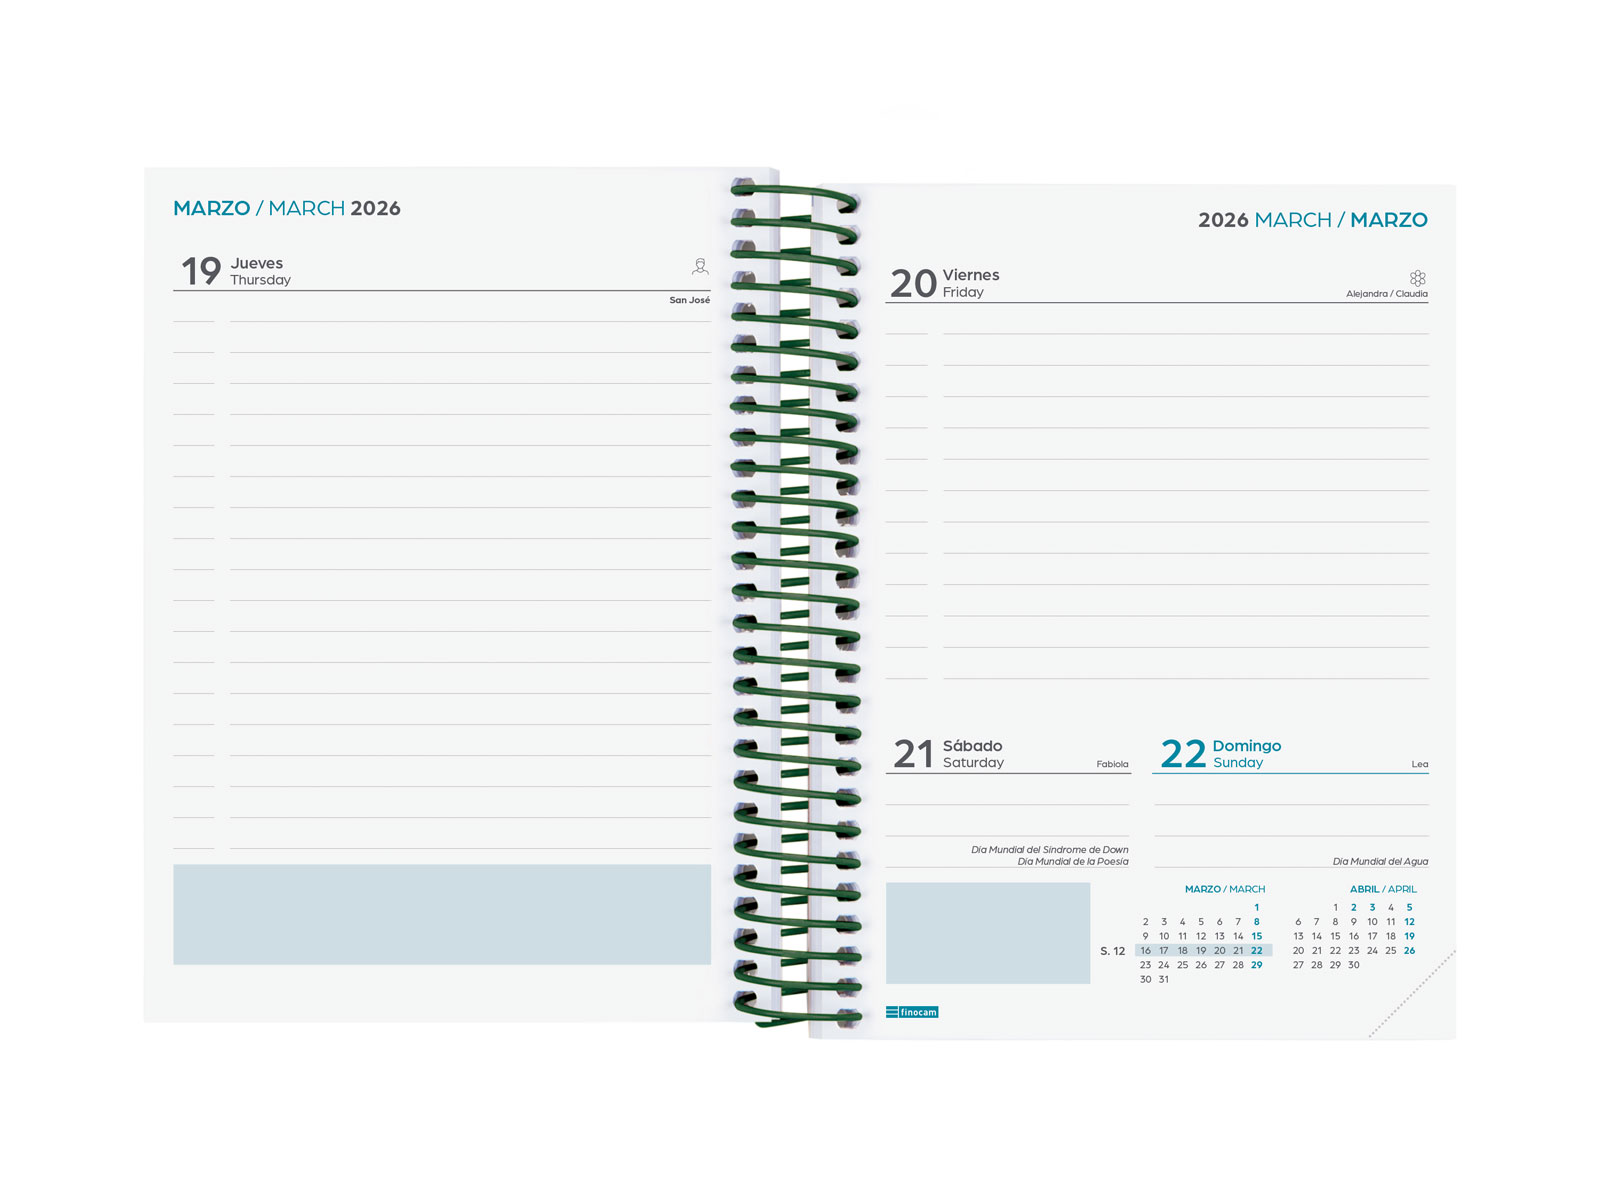 MARZO / MARCH 2026
19 Jueves
Thursday
San José
2026 MARCH / MARZO
20 Viernes
Friday
Alejandra / Claudia
21 Sábado
Saturday
Fabiola
Día Mundial del Síndrome de Down
Día Mundial de la Poesía
22 Domingo
Sunday
Lea
Día Mundial del Agua
MARZO / MARCH
1
2 3 4 5 6 7 8
9 10 11 12 13 14 15
S. 12 16 17 18 19 20 21 22
23 24 25 26 27 28 29
30 31
ABRIL / APRIL
1 2 3 4 5
6 7 8 9 10 11 12
13 14 15 16 17 18 19
20 21 22 23 24 25 26
27 28 29 30
finocam